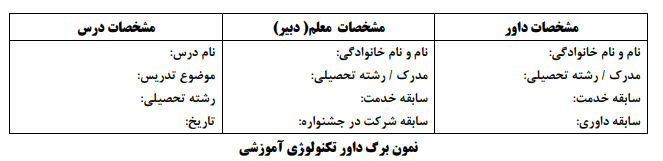 مشخصات داور	مشخصات معلم( دبیر)	مشخصات درس
نام و نام خانوادگی:	نام و نام خانوادگی:	نام درس:
مدرک / رشته تحصیلی:	مدرک / رشته تحصیلی:	موضوع تدریس:
سابقه خدمت:	سابقه خدمت:	رشته تحصیلی:
سابقه داوری:	سابقه شرکت در جشنواره:	تاریخ:
نمون برگ داور تکنولوژی آموزشی